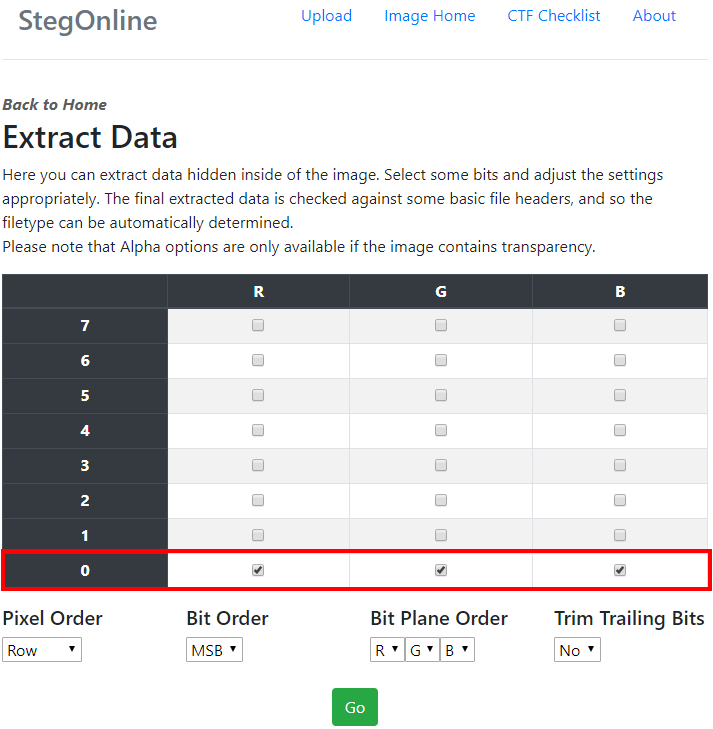 StegOnline Upload Image Home CTF Checklist About
Back to Home
Extract Data
Here you can extract data hidden inside of the image. Select some bits and adjust the settings
appropriately. The final extracted data is checked against some basic file headers, and so the
filetype can be automatically determined.
Please note that Alpha options are only available if the image contains transparency.
R G B
7
6
5
4
3
2
1
0
Pixel Order Bit Order Bit Plane Order Trim Trailing Bits
Row MSB R G B No
Go